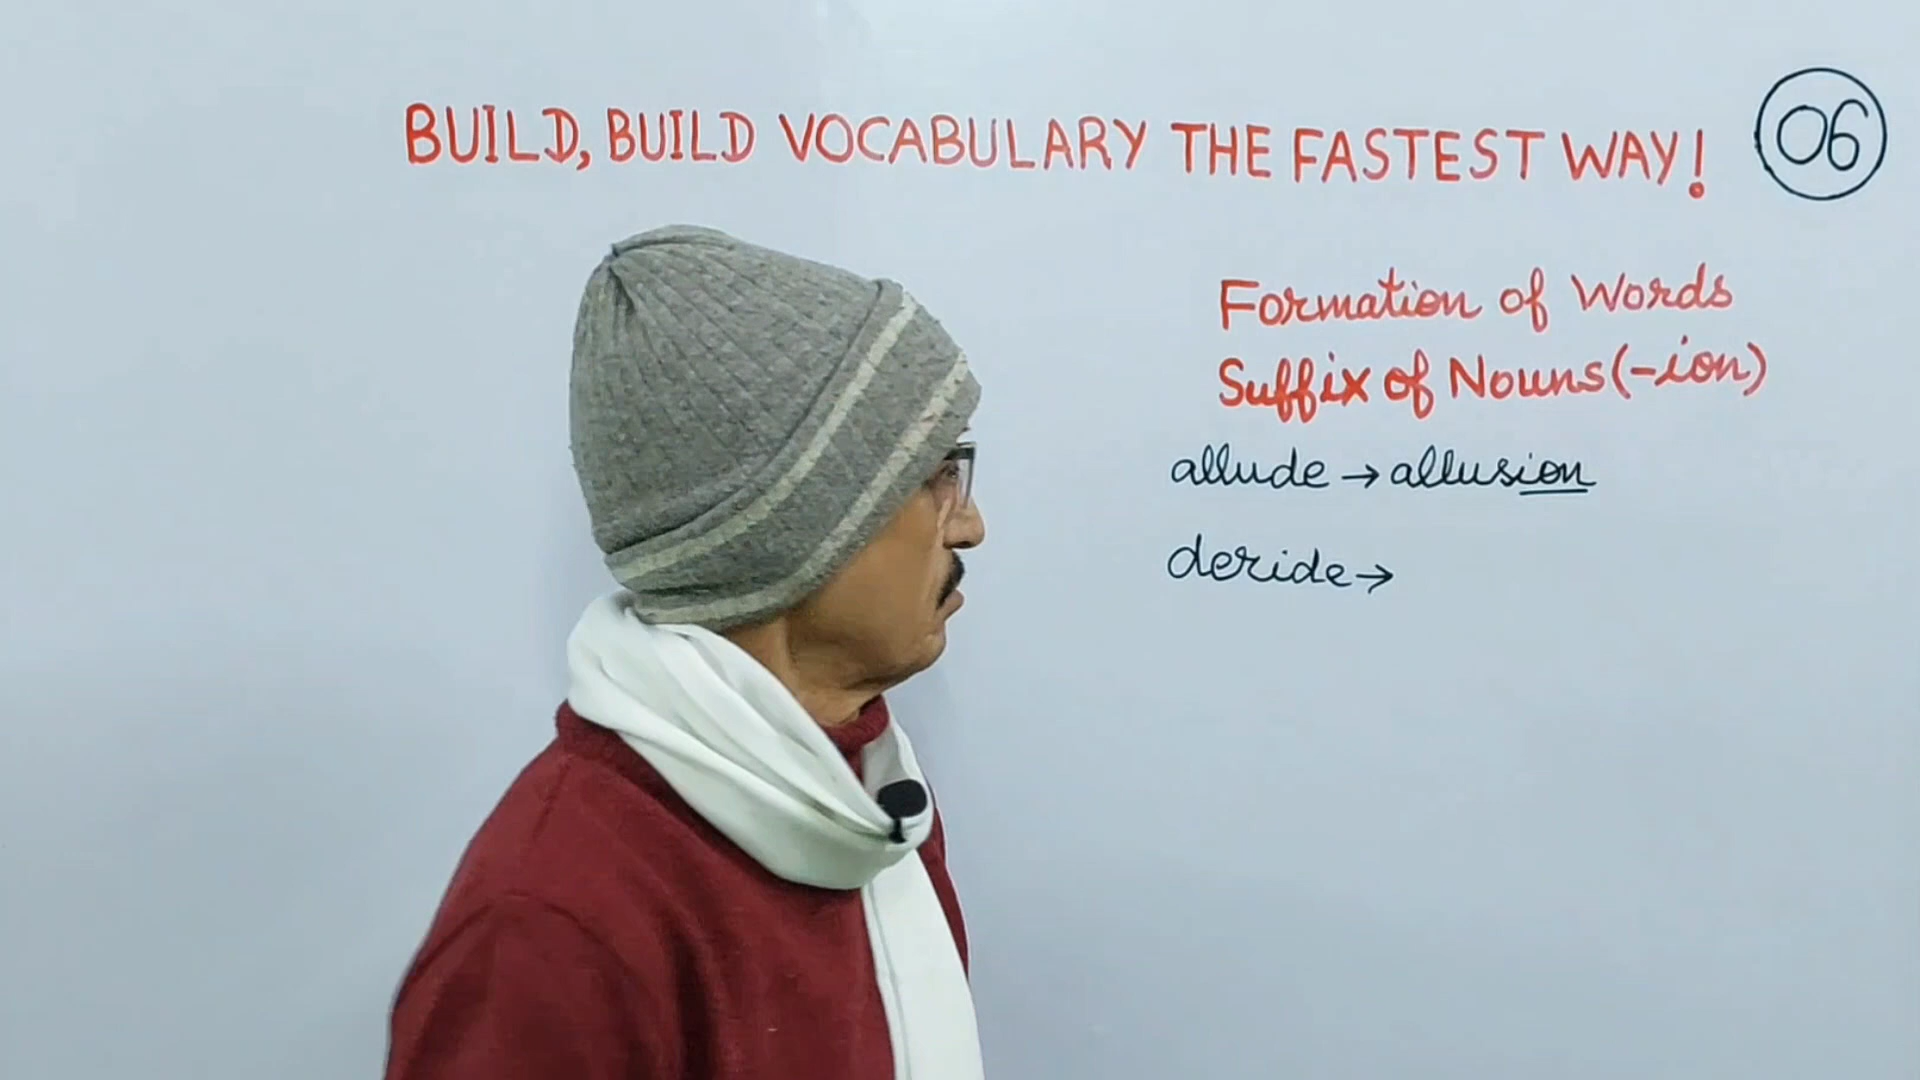 BUILD, BUILD VOCABULARY THE FASTEST WAY! 06
Formation of Words
Suffix of Nouns (-ion)
allude → allusion
deride →